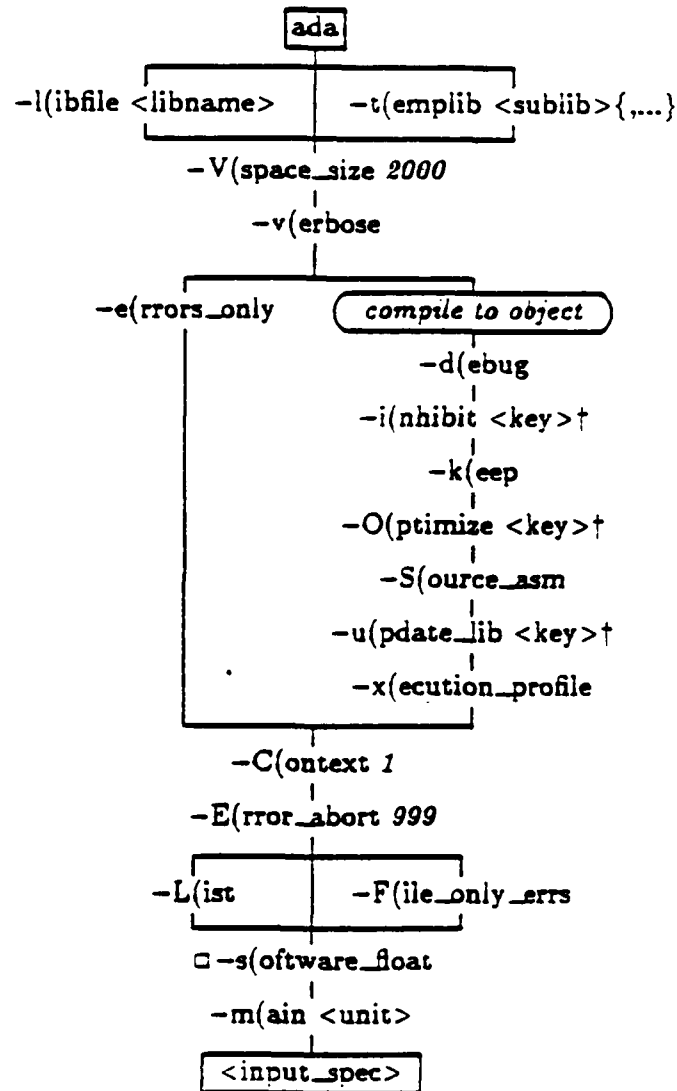 ada
-l(ibfile <libname> -t(emplib <sublib>{,...}
-V(space_size 2000
-v(erbose
-e(rrors_only compile to object
-d(ebug
-i(nhibit <key>†
-k(eep
-O(ptimize <key>†
-S(ource_asm
-u(pdate_lib <key>†
-x(ecution_profile
-C(ontext 1
-E(rror_abort 999
-L(ist -F(ile_only_errs
□ -s(oftware_float
-m(ain <unit>
<input_spec>